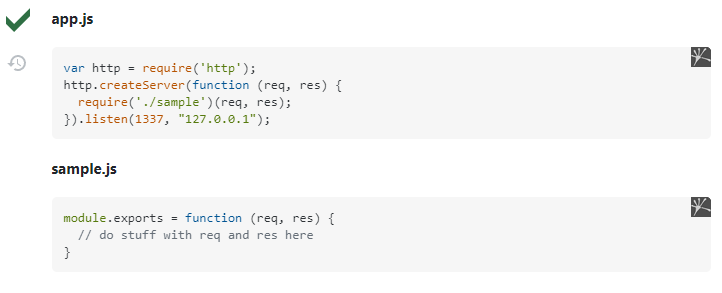 app.js
var http = require('http');
http.createServer(function (req, res) {
  require('./sample')(req, res);
}).listen(1337, "127.0.0.1");
sample.js
module.exports = function (req, res) {
  // do stuff with req and res here
}